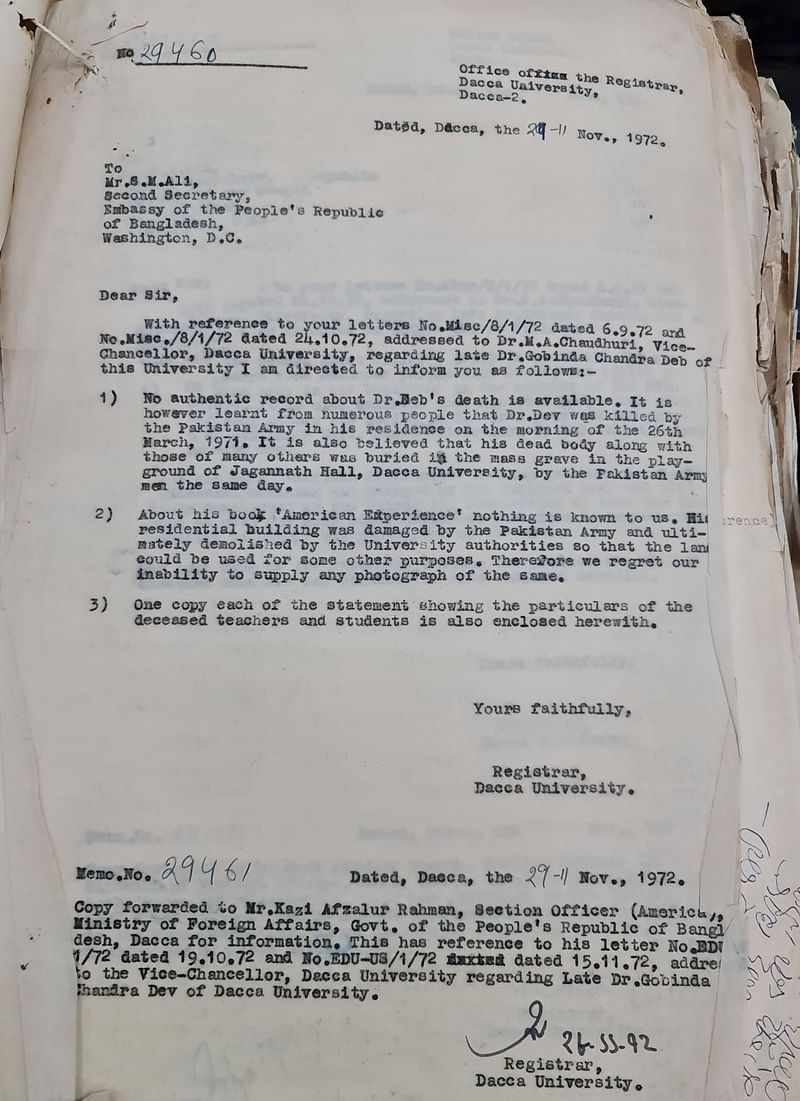 No 29460
Office of the Registrar,
Dacca University,
Dacca-2.
Dated, Dacca, the 29-11 Nov., 1972.
To
Mr.S.M.Ali,
Second Secretary,
Embassy of the People's Republic
of Bangladesh,
Washington, D.C.
Dear Sir,
With reference to your letters No.Misc/8/1/72 dated 6.9.72 and
No.Misc./8/1/72 dated 24.10.72, addressed to Dr.M.A.Chaudhuri, Vice-
Chancellor, Dacca University, regarding late Dr.Gobinda Chandra Deb of
this University I am directed to inform you as follows:-
1) No authentic record about Dr.Deb's death is available. It is
however learnt from numerous people that Dr.Dev was killed by
the Pakistan Army in his residence on the morning of the 26th
March, 1971. It is also believed that his dead body along with
those of many others was buried in the mass grave in the play-
ground of Jagannath Hall, Dacca University, by the Pakistan Army
men the same day.
2) About his book 'American Experience' nothing is known to us. Hi
residential building was damaged by the Pakistan Army and ulti-
mately demolished by the University authorities so that the lan
could be used for some other purposes. Therefore we regret our
inability to supply any photograph of the same.
3) One copy each of the statement showing the particulars of the
deceased teachers and students is also enclosed herewith.
Yours faithfully,
Registrar,
Dacca University.
Memo.No. 29461 Dated, Dacca, the 29-11 Nov., 1972.
Copy forwarded to Mr.Kazi Afzalur Rahman, Section Officer (America),
Ministry of Foreign Affairs, Govt. of the People's Republic of Bangl
desh, Dacca for information. This has reference to his letter No.EDU
1/72 dated 19.10.72 and No.EDU-US/1/72 dated 15.11.72, addre
to the Vice-Chancellor, Dacca University regarding Late Dr.Gobinda
Chandra Dev of Dacca University.
Registrar,
Dacca University.